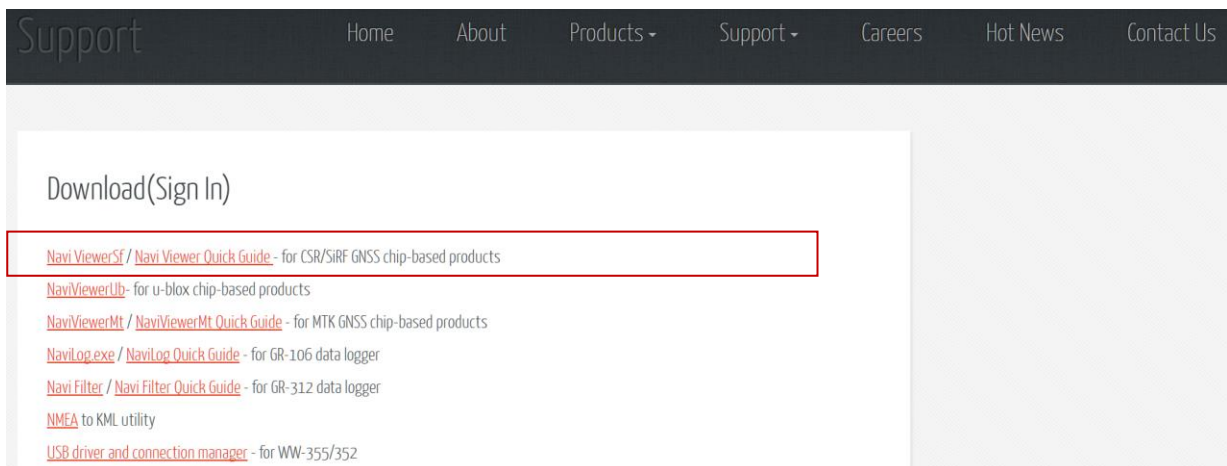 Support Home About Products Support Careers Hot News Contact Us
Download(Sign In)
Navi ViewerSf / Navi Viewer Quick Guide - for CSR/SiRF GNSS chip-based products
NaviViewerUb- for u-blox chip-based products
NaviViewerMt / NaviViewerMt Quick Guide - for MTK GNSS chip-based products
NaviLog.exe / NaviLog Quick Guide - for GR-106 data logger
Navi Filter / Navi Filter Quick Guide - for GR-312 data logger
NMEA to KML utility
USB driver and connection manager - for WW-355/352